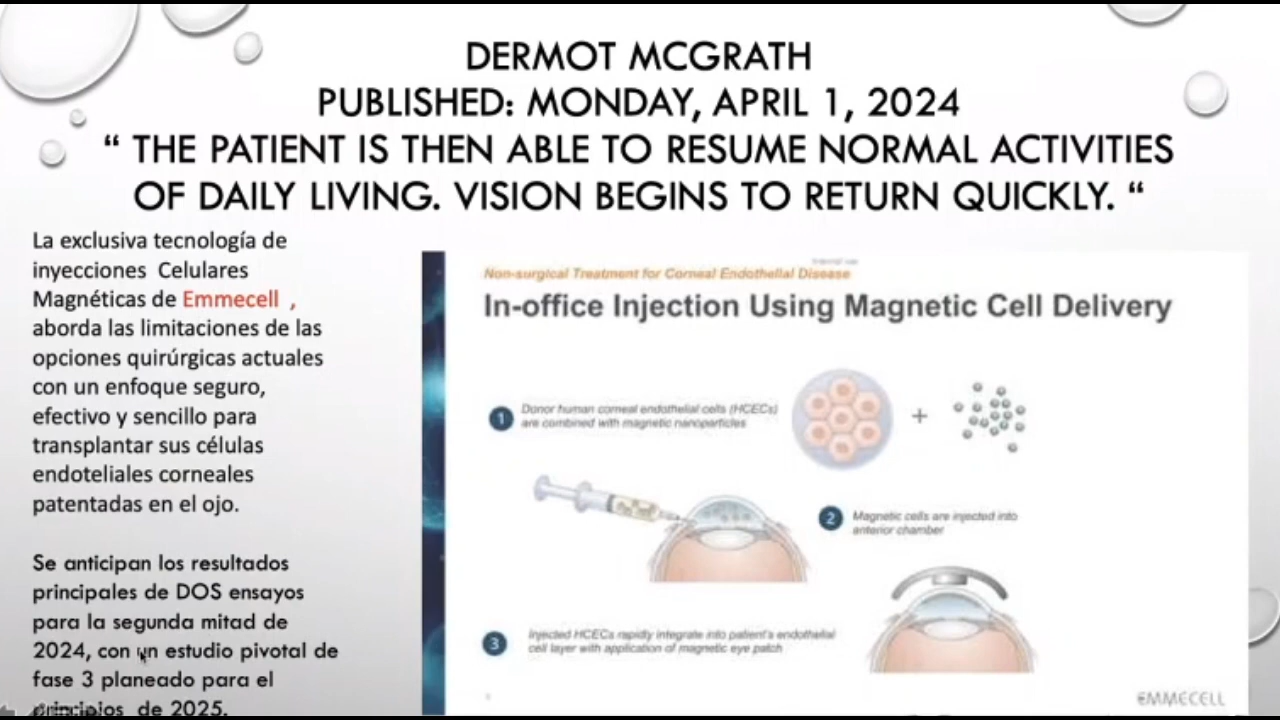 DERMOT MCGRATH
PUBLISHED: MONDAY, APRIL 1, 2024
“ THE PATIENT IS THEN ABLE TO RESUME NORMAL ACTIVITIES
OF DAILY LIVING. VISION BEGINS TO RETURN QUICKLY. “
La exclusiva tecnología de
inyecciones Celulares
Magnéticas de Emmecell ,
aborda las limitaciones de las
opciones quirúrgicas actuales
con un enfoque seguro,
efectivo y sencillo para
transplantar sus células
endoteliales corneales
patentadas en el ojo.
Se anticipan los resultados
principales de DOS ensayos
para la segunda mitad de
2024, con un estudio pivotal de
fase 3 planeado para el
principios de 2025.
Internal use
Non-surgical Treatment for Corneal Endothelial Disease
In-office Injection Using Magnetic Cell Delivery
1 Donor human corneal endothelial cells (HCECs)
are combined with magnetic nanoparticles
+
2 Magnetic cells are injected into
anterior chamber
3 Injected HCECs rapidly integrate into patient's endothelial
cell layer with application of magnetic eye patch
EMMECELL